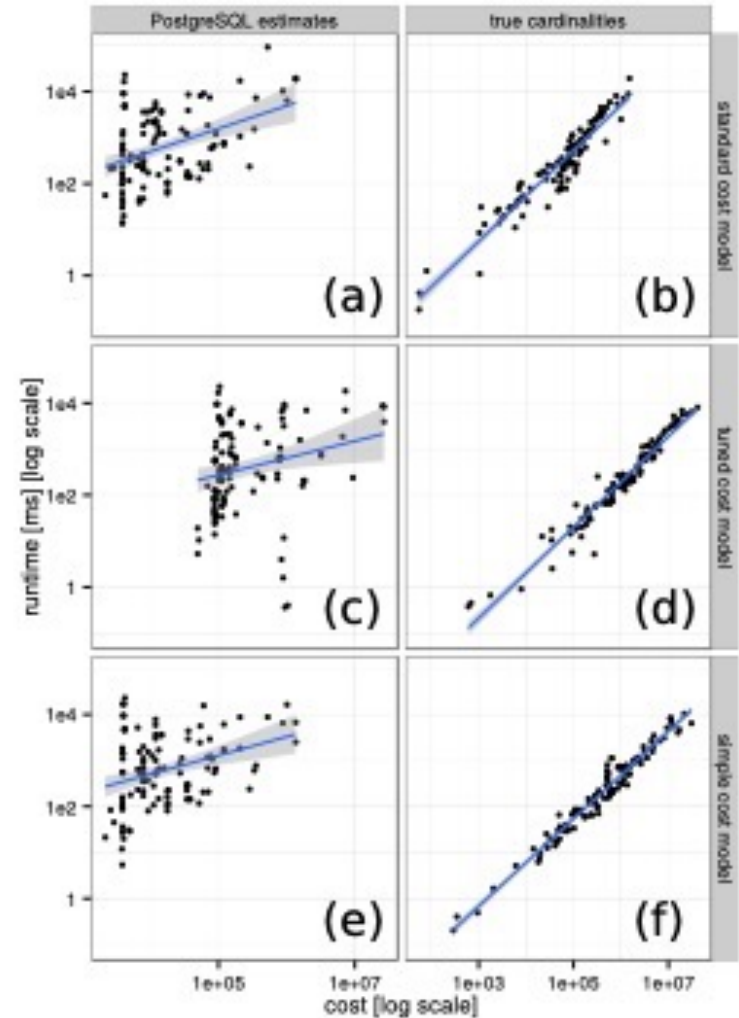 PostgreSQL estimates
true cardinalities
1e4
1e2
1
(a)
(b)
standard cost model
runtime [ms] [log scale]
1e4
1e2
1
(c)
(d)
tuned cost model
1e4
1e2
1
(e)
(f)
simple cost model
1e+05
1e+07
1e+03
1e+05
1e+07
cost [log scale]